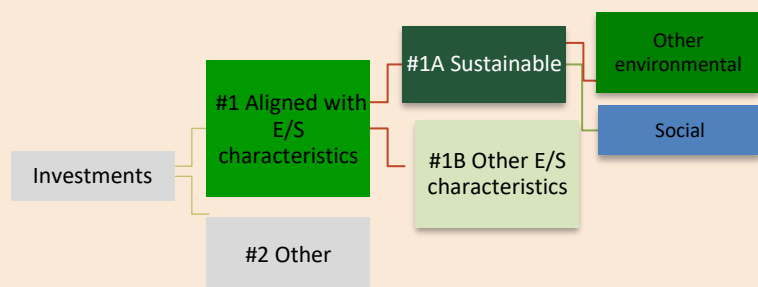 Investments
#1 Aligned with
E/S
characteristics
#2 Other
#1A Sustainable
#1B Other E/S
characteristics
Other
environmental
Social